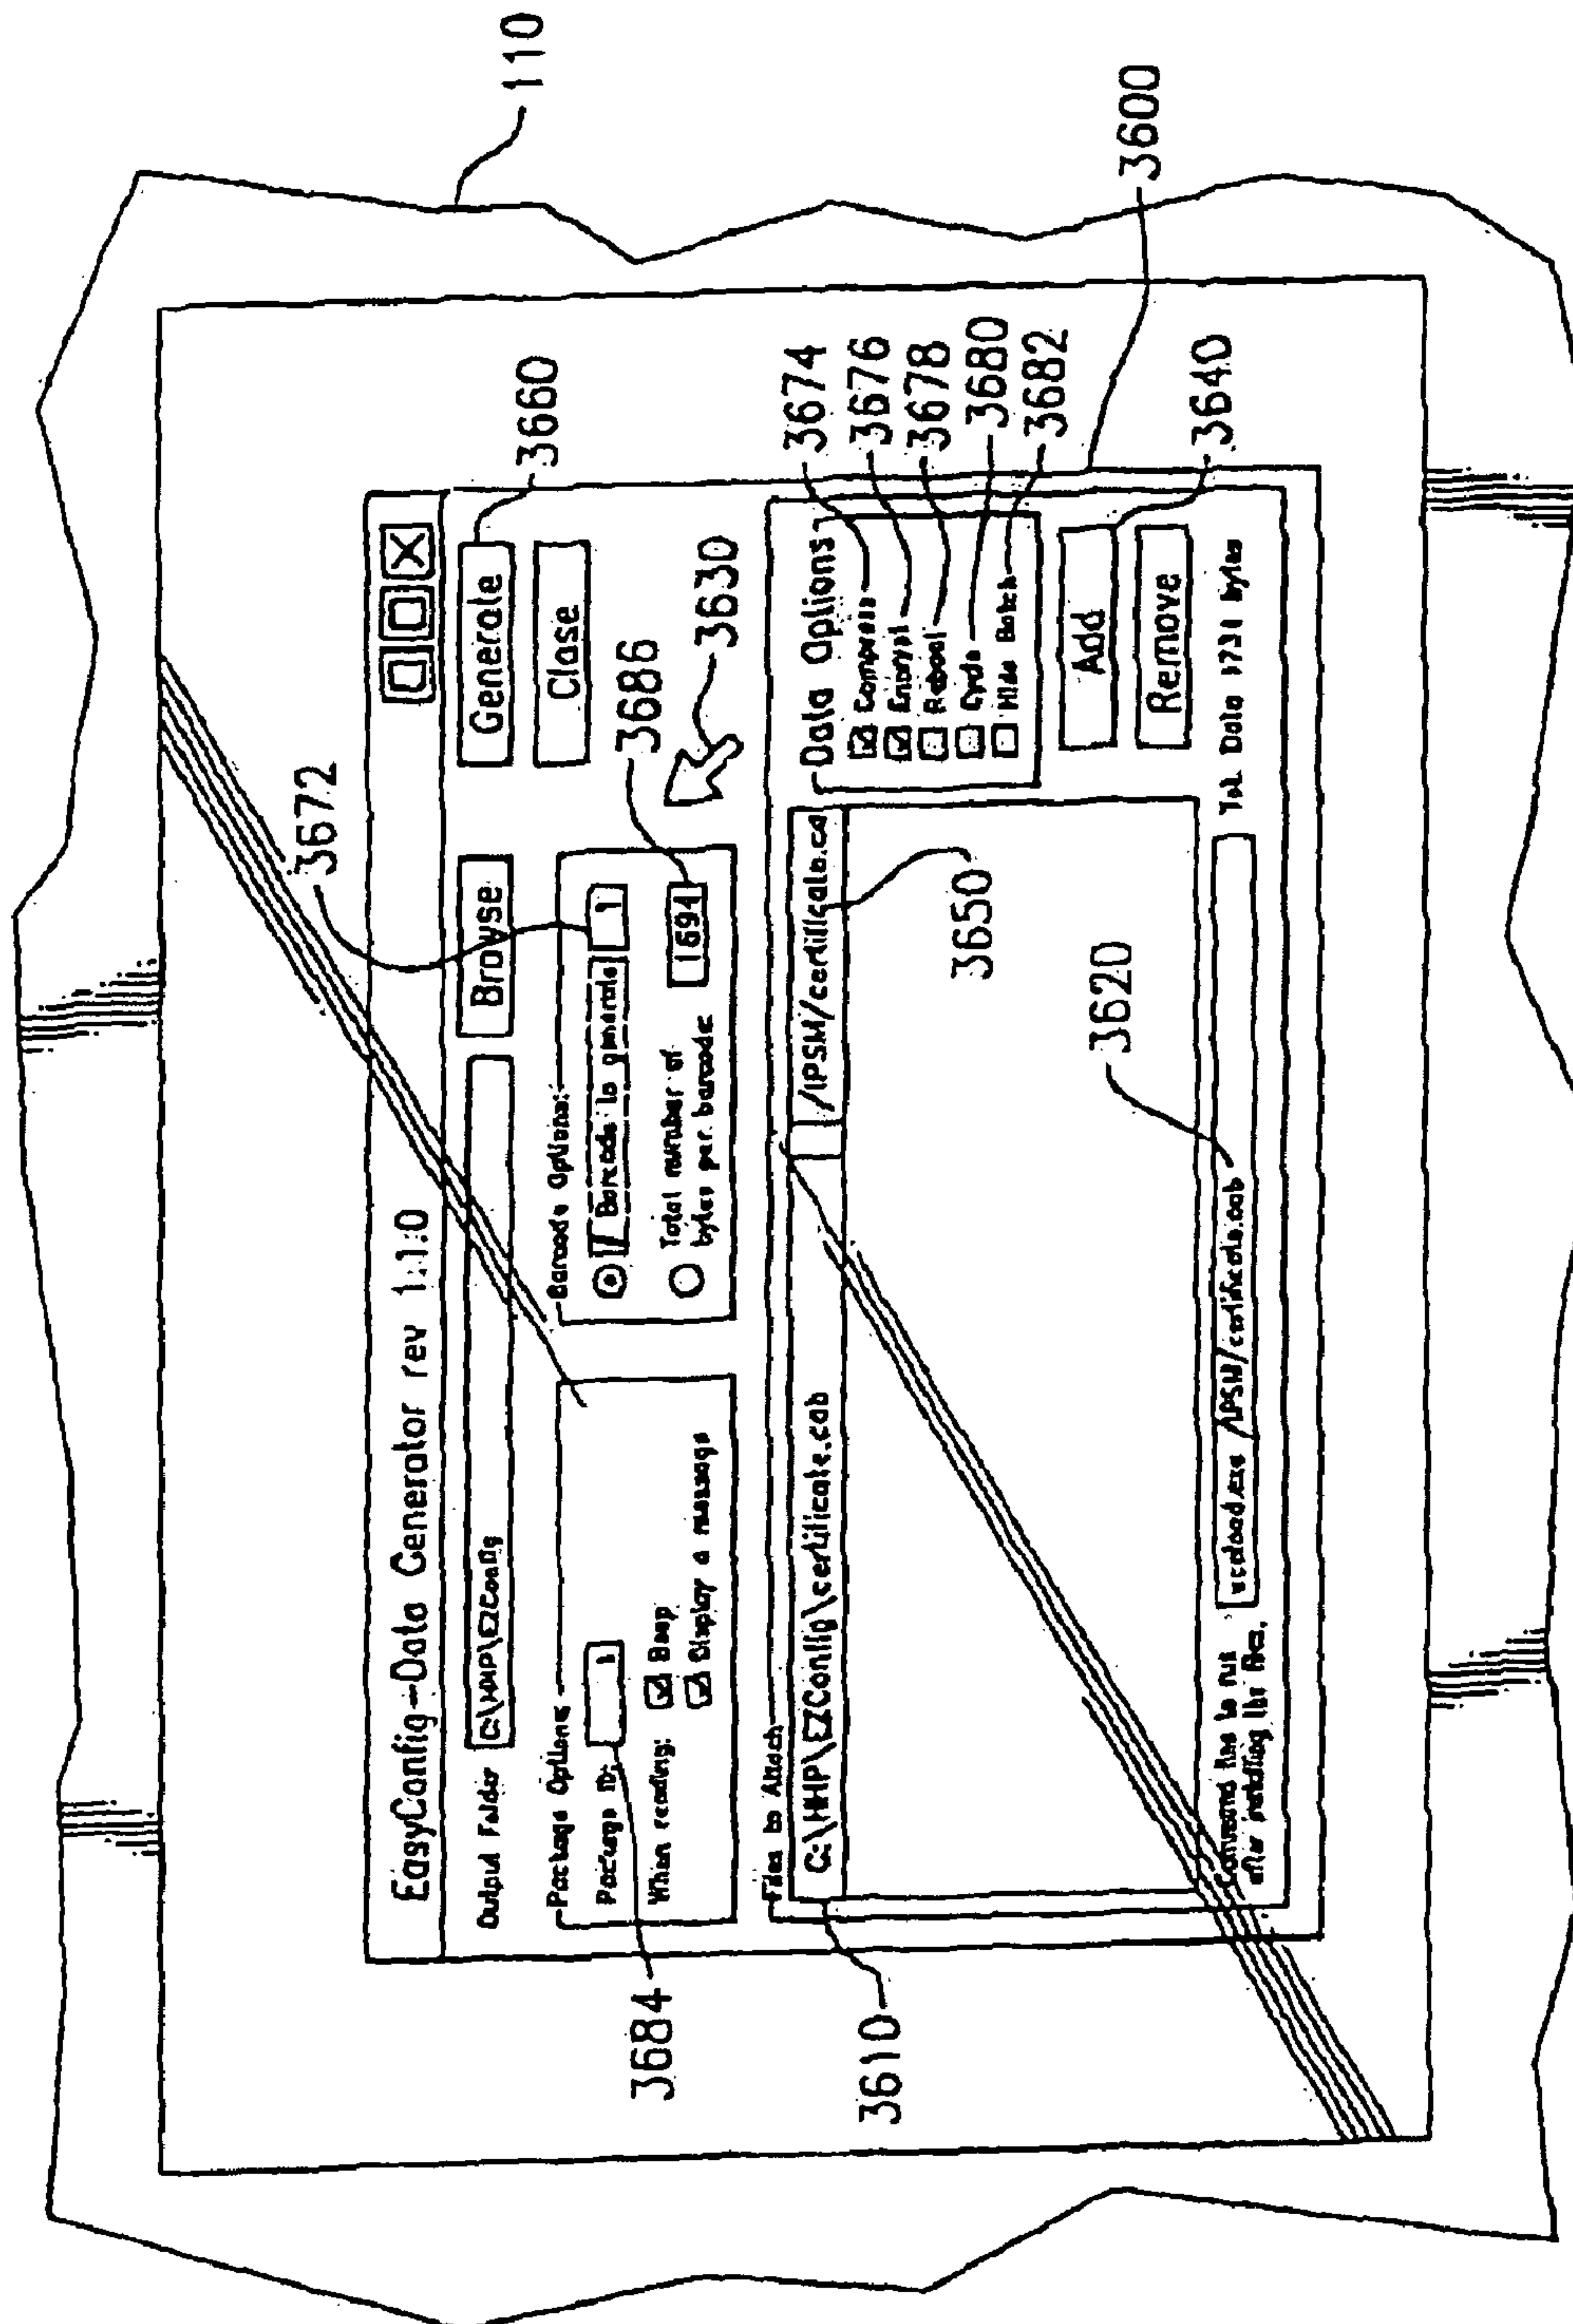 110
EasyConfig-Data Generator rev 1.1.0
Output Folder C:\HHP\EZConfig Browse Generate 3660
3672
Close
Package Options
Package ID: 1
When reading: Beep
Display a message
3684
Barcode Options:
Barcode to generate 1
Total number of
bytes per barcode: 1694
3686
3630
Files to Attach
C:\HHP\EZConfig\certificate.cab /IPSM/certificate.ca
3610
3650
Data Options
Compress 3674
Encrypt 3676
Reboot 3678
Cycle 3680
Hide Batch 3682
3600
Add 3640
Remove
3620
Command line to run
after installing the files. /IPSM/certificate.cab
Data 1731 bytes